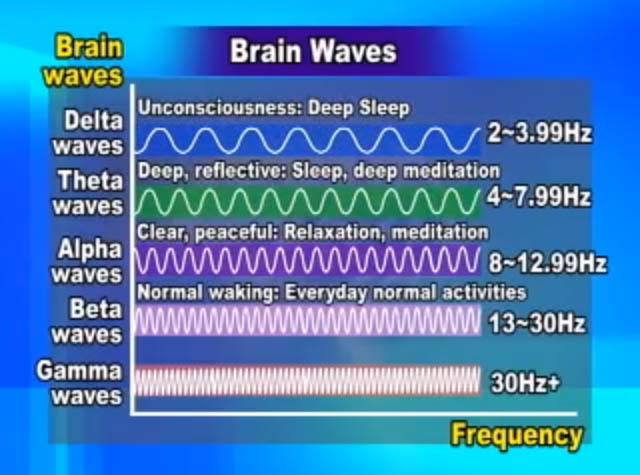 Brain Waves
Brain
waves
Unconsciousness: Deep Sleep
Delta
waves
2~3.99Hz
Deep, reflective: Sleep, deep meditation
Theta
waves
4~7.99Hz
Clear, peaceful: Relaxation, meditation
Alpha
waves
8~12.99Hz
Normal waking: Everyday normal activities
Beta
waves
13~30Hz
Gamma
waves
30Hz+
Frequency